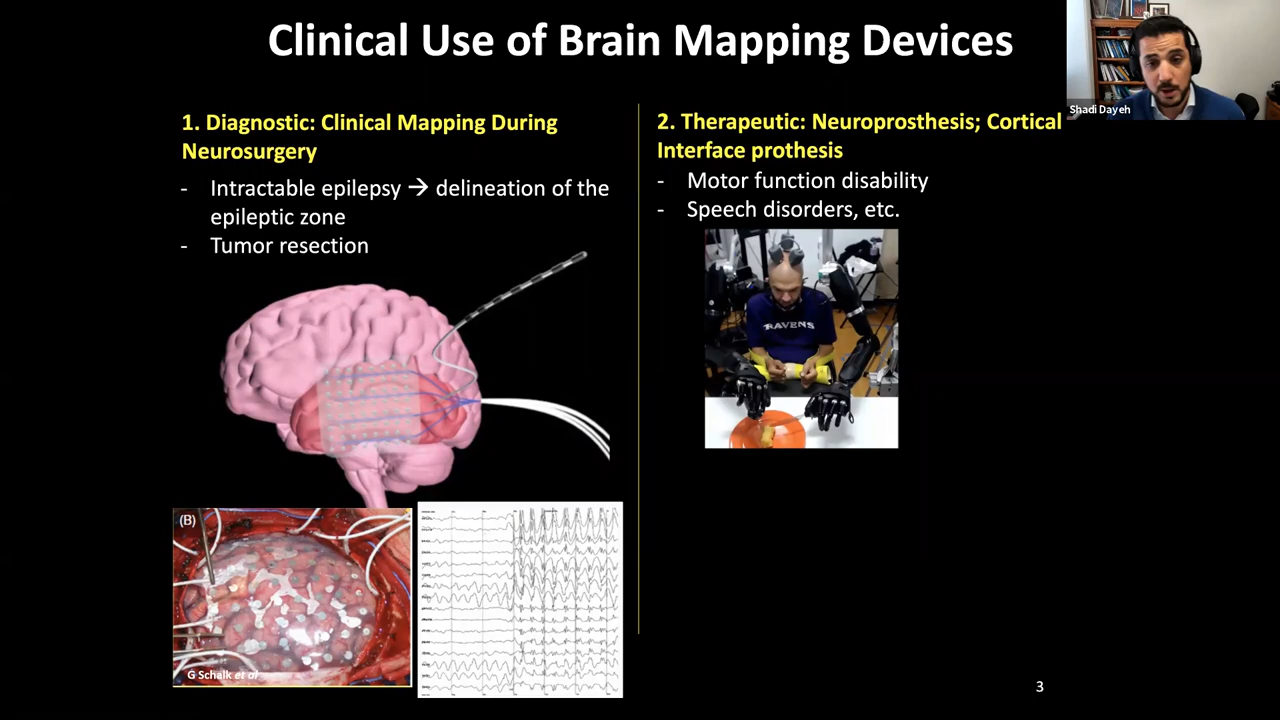 Clinical Use of Brain Mapping Devices
Shadi Dayeh
1. Diagnostic: Clinical Mapping During
Neurosurgery
- Intractable epilepsy → delineation of the
epileptic zone
- Tumor resection
2. Therapeutic: Neuroprosthesis; Cortical
Interface prothesis
- Motor function disability
- Speech disorders, etc.
RAVENS
(B)
G Schalk et al
3